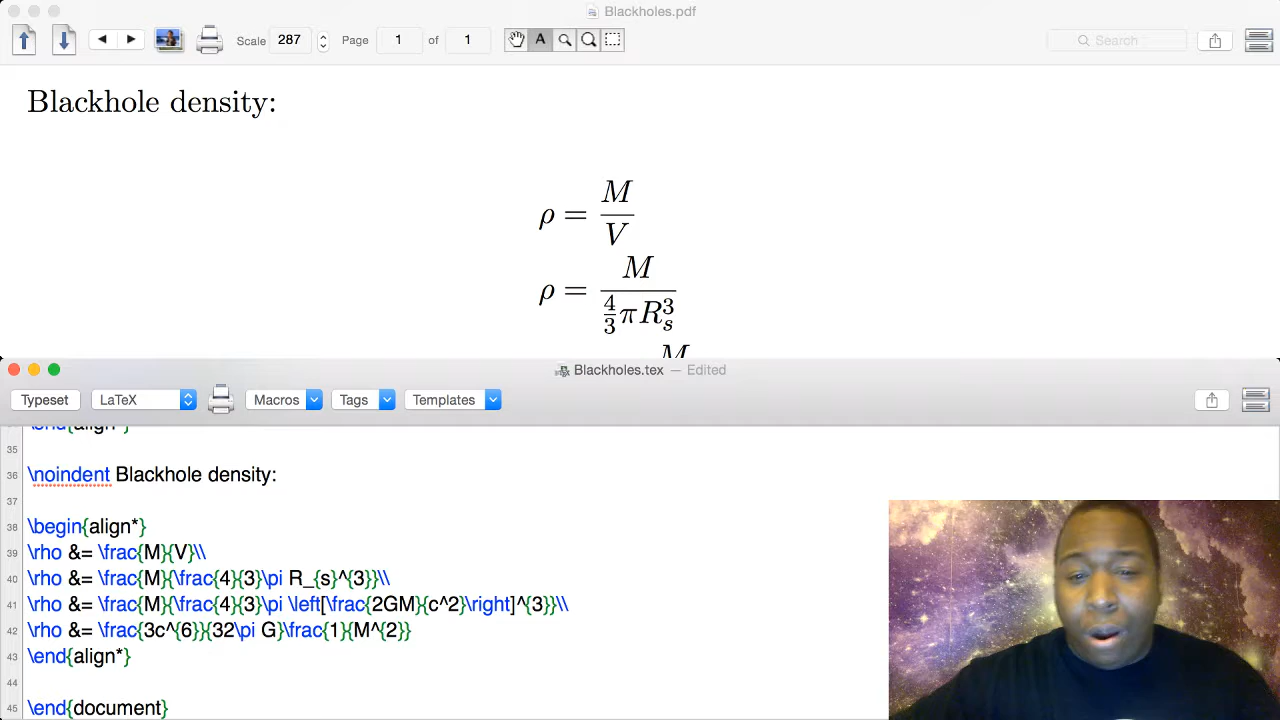 Blackholes.pdf
Scale 287 Page 1 of 1 A Search
Blackhole density:
ρ = M/V
ρ = M/(4/3 πR_s^3)
M
Blackholes.tex — Edited
Typeset LaTeX Macros Tags Templates
35
36 \noindent Blackhole density:
37
38 \begin{align*}
39 \rho &= \frac{M}{V}\\
40 \rho &= \frac{M}{\frac{4}{3}\pi R_{s}^{3}}\\
41 \rho &= \frac{M}{\frac{4}{3}\pi \left[\frac{2GM}{c^2}\right]^{3}}\\
42 \rho &= \frac{3c^{6}}{32\pi G}\frac{1}{M^{2}}
43 \end{align*}
44
45 \end{document}